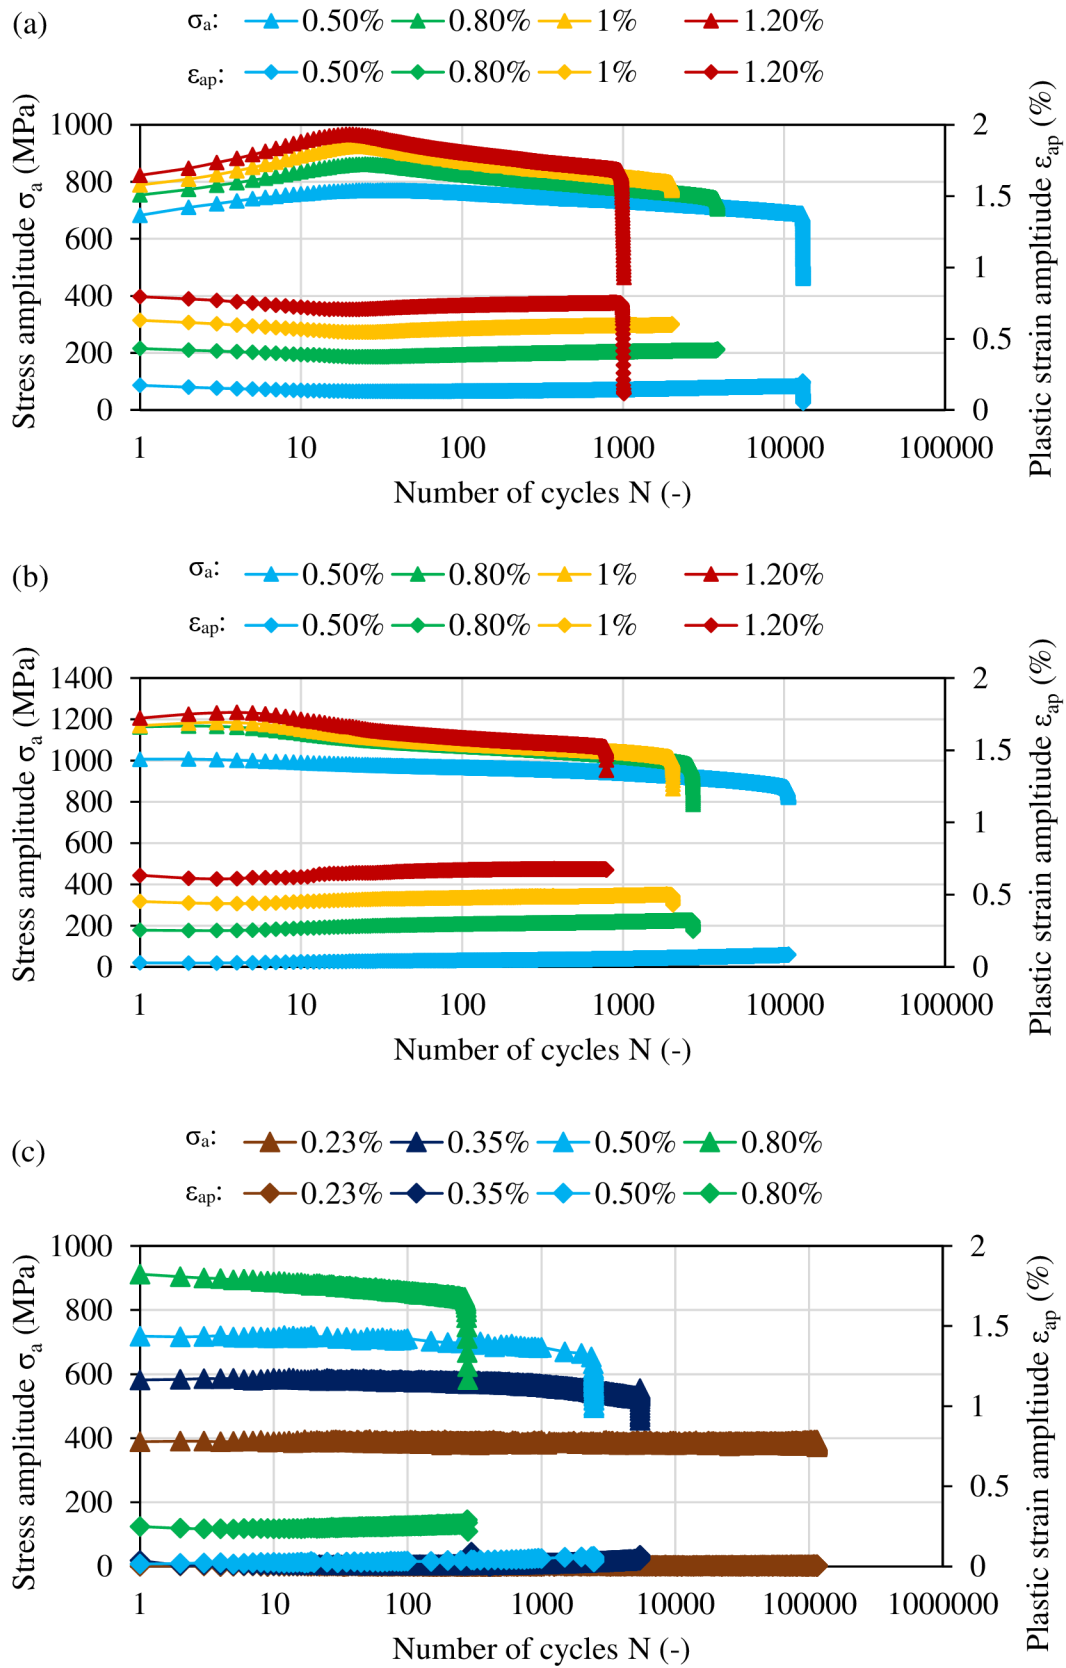 (a) σa: 0.50% 0.80% 1% 1.20%
εap: 0.50% 0.80% 1% 1.20%
Stress amplitude σa (MPa)
1000
800
600
400
200
0
2
1.5
1
0.5
0
Plastic strain ampltiude εap (%)
1 10 100 1000 10000 100000
Number of cycles N (-)
(b) σa: 0.50% 0.80% 1% 1.20%
εap: 0.50% 0.80% 1% 1.20%
Stress amplitude σa (MPa)
1400
1200
1000
800
600
400
200
0
2
1.5
1
0.5
0
Plastic strain ampltiude εap (%)
1 10 100 1000 10000 100000
Number of cycles N (-)
(c) σa: 0.23% 0.35% 0.50% 0.80%
εap: 0.23% 0.35% 0.50% 0.80%
Stress amplitude σa (MPa)
1000
800
600
400
200
0
2
1.5
1
0.5
0
Plastic strain ampltiude εap (%)
1 10 100 1000 10000 100000 1000000
Number of cycles N (-)